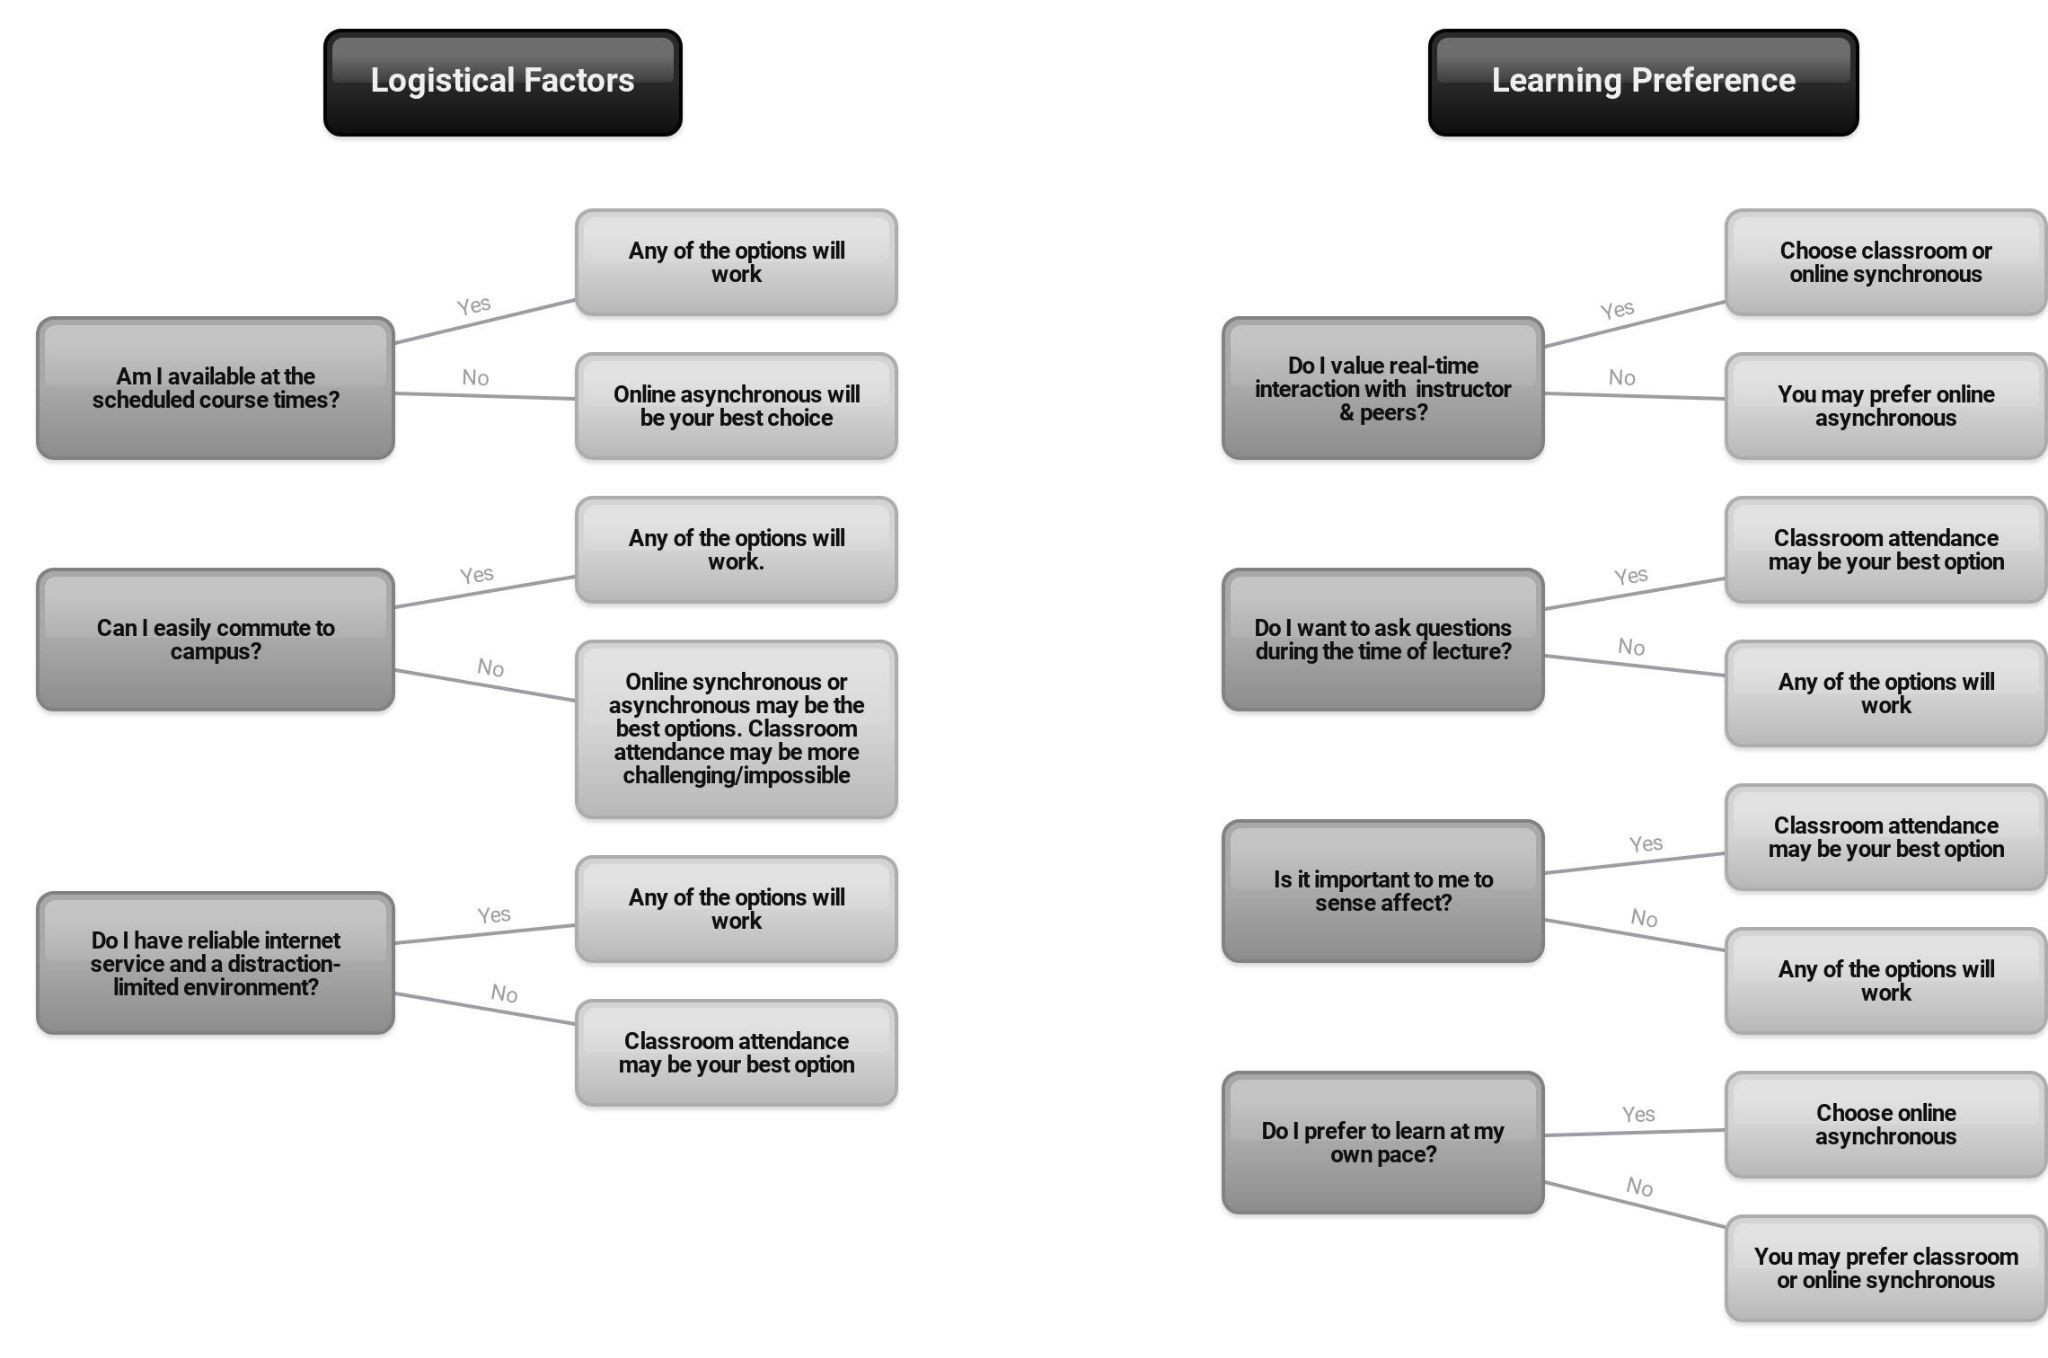 Logistical Factors
Am I available at the
scheduled course times?
Yes
Any of the options will
work
No
Online asynchronous will
be your best choice
Can I easily commute to
campus?
Yes
Any of the options will
work.
No
Online synchronous or
asynchronous may be the
best options. Classroom
attendance may be more
challenging/impossible
Do I have reliable internet
service and a distraction-
limited environment?
Yes
Any of the options will
work
No
Classroom attendance
may be your best option
Learning Preference
Do I value real-time
interaction with  instructor
& peers?
Yes
Choose classroom or
online synchronous
No
You may prefer online
asynchronous
Do I want to ask questions
during the time of lecture?
Yes
Classroom attendance
may be your best option
No
Any of the options will
work
Is it important to me to
sense affect?
Yes
Classroom attendance
may be your best option
No
Any of the options will
work
Do I prefer to learn at my
own pace?
Yes
Choose online
asynchronous
No
You may prefer classroom
or online synchronous